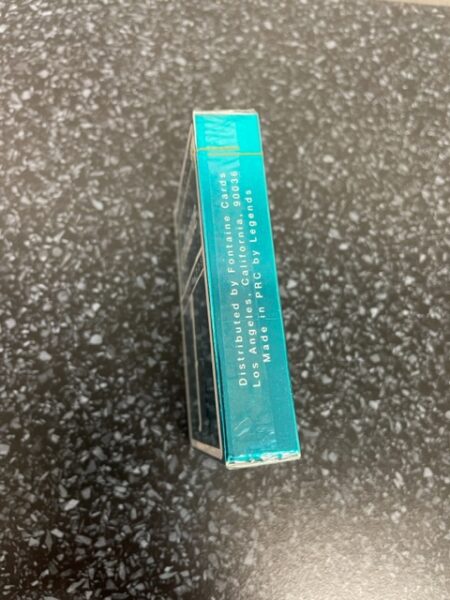 Distributed by Fontaine Cards
Los Angeles, California, 90036
Made in PRC by Legends